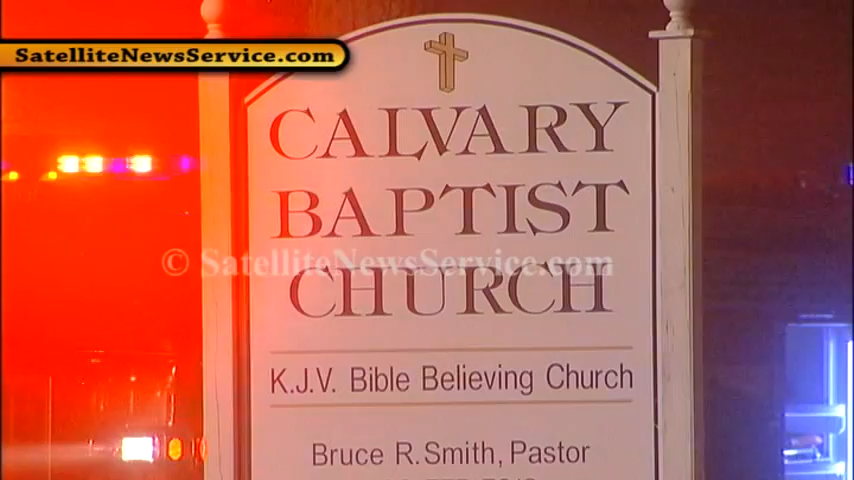 SatelliteNewsService.com
CALVARY
BAPTIST
© SatelliteNewsService.com
CHURCH
K.J.V. Bible Believing Church
Bruce R. Smith, Pastor